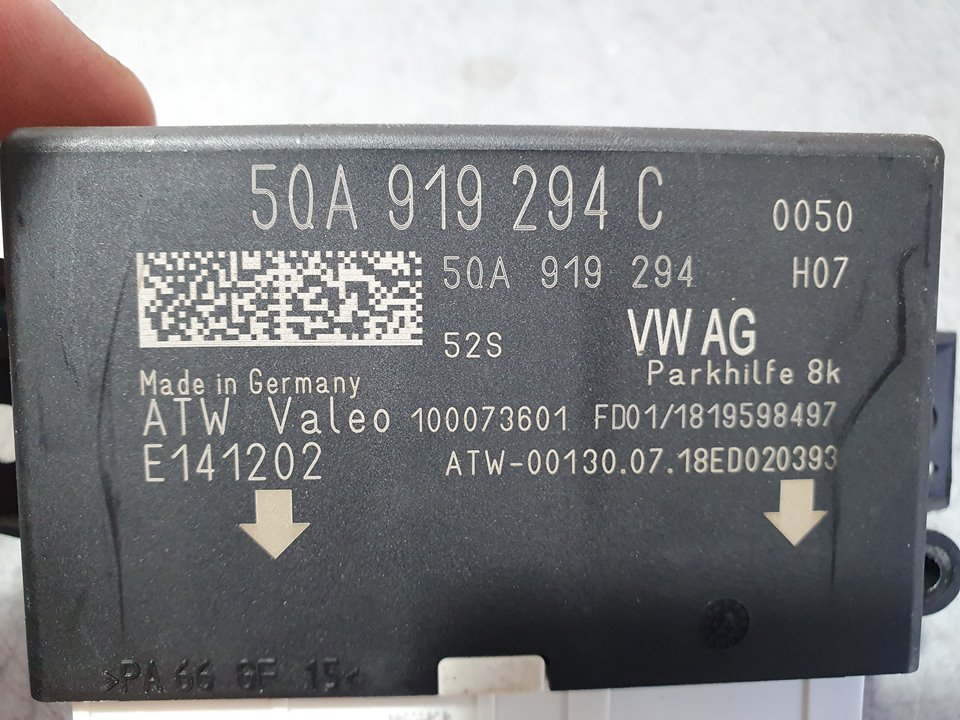 5QA 919 294 C 0050
5QA 919 294 H07
52S VW AG
Parkhilfe 8k
Made in Germany
ATW Valeo 100073601 FD01/1819598497
E141202 ATW-00130.07.18ED020393
>PA 66 GF 15<